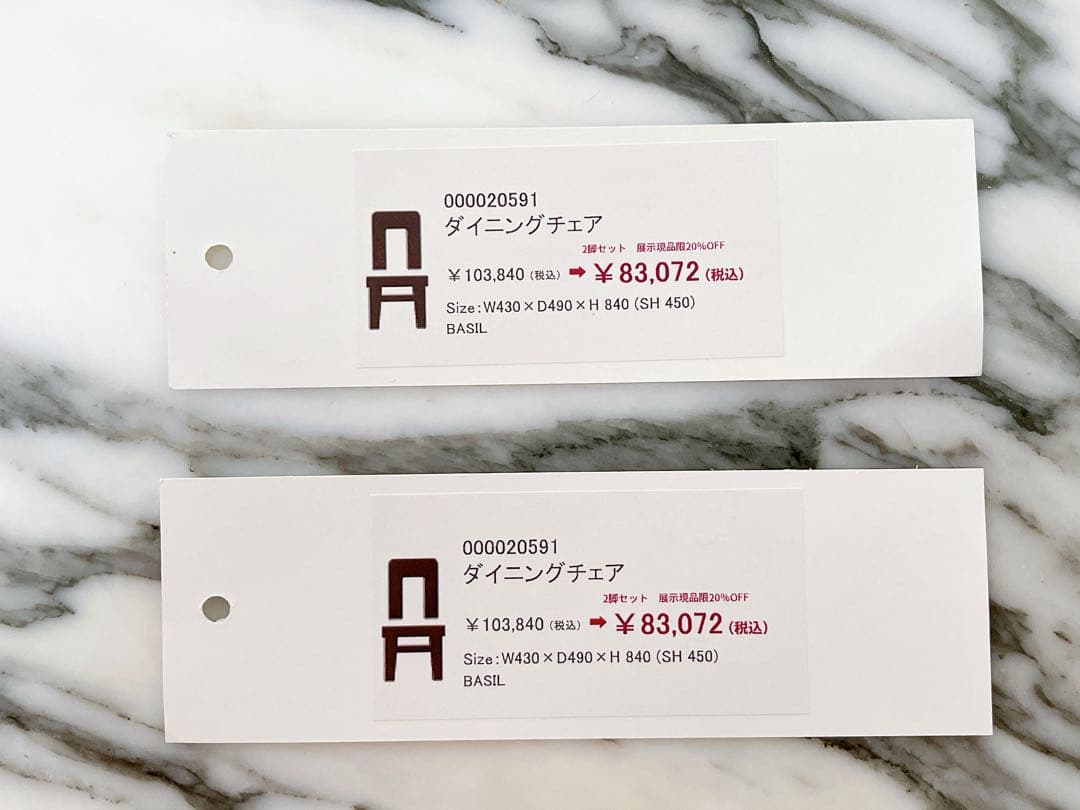 000020591
ダイニングチェア
2脚セット 展示現品限20%OFF
￥103,840(税込)➡￥83,072(税込)
Size:W430×D490×H 840(SH 450)
BASIL
000020591
ダイニングチェア
2脚セット 展示現品限20%OFF
￥103,840(税込)➡￥83,072(税込)
Size:W430×D490×H 840(SH 450)
BASIL